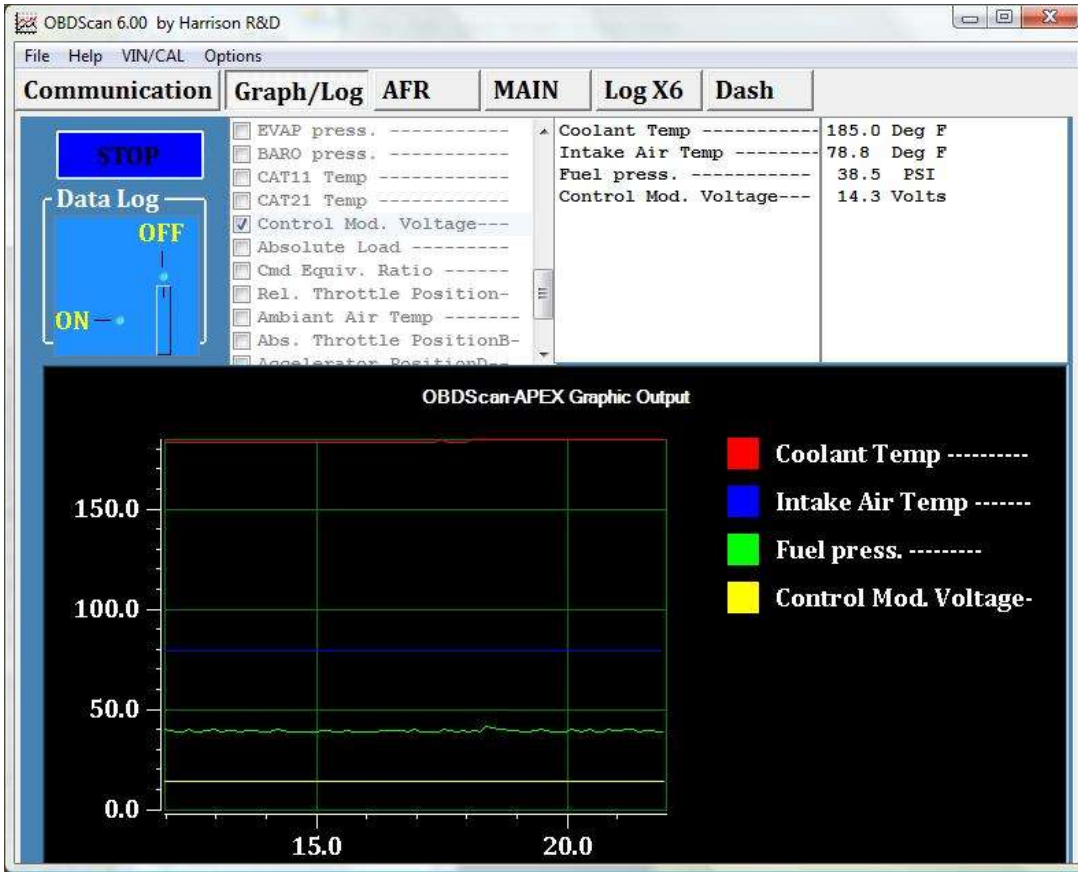 OBDScan 6.00 by Harrison R&D
File Help VIN/CAL Options
Communication Graph/Log AFR MAIN Log X6 Dash
STOP
Data Log
OFF
ON
EVAP press. -----------
BARO press. -----------
CAT11 Temp ------------
CAT21 Temp ------------
Control Mod. Voltage---
Absolute Load ---------
Cmd Equiv. Ratio ------
Rel. Throttle Position-
Ambiant Air Temp -------
Abs. Throttle PositionB-
Accelerator PositionD--
Coolant Temp ---------- 185.0 Deg F
Intake Air Temp ------- 78.8 Deg F
Fuel press. ----------- 38.5 PSI
Control Mod. Voltage--- 14.3 Volts
OBDScan-APEX Graphic Output
150.0
100.0
50.0
0.0
15.0 20.0
Coolant Temp ----------
Intake Air Temp -------
Fuel press. ---------
Control Mod. Voltage-